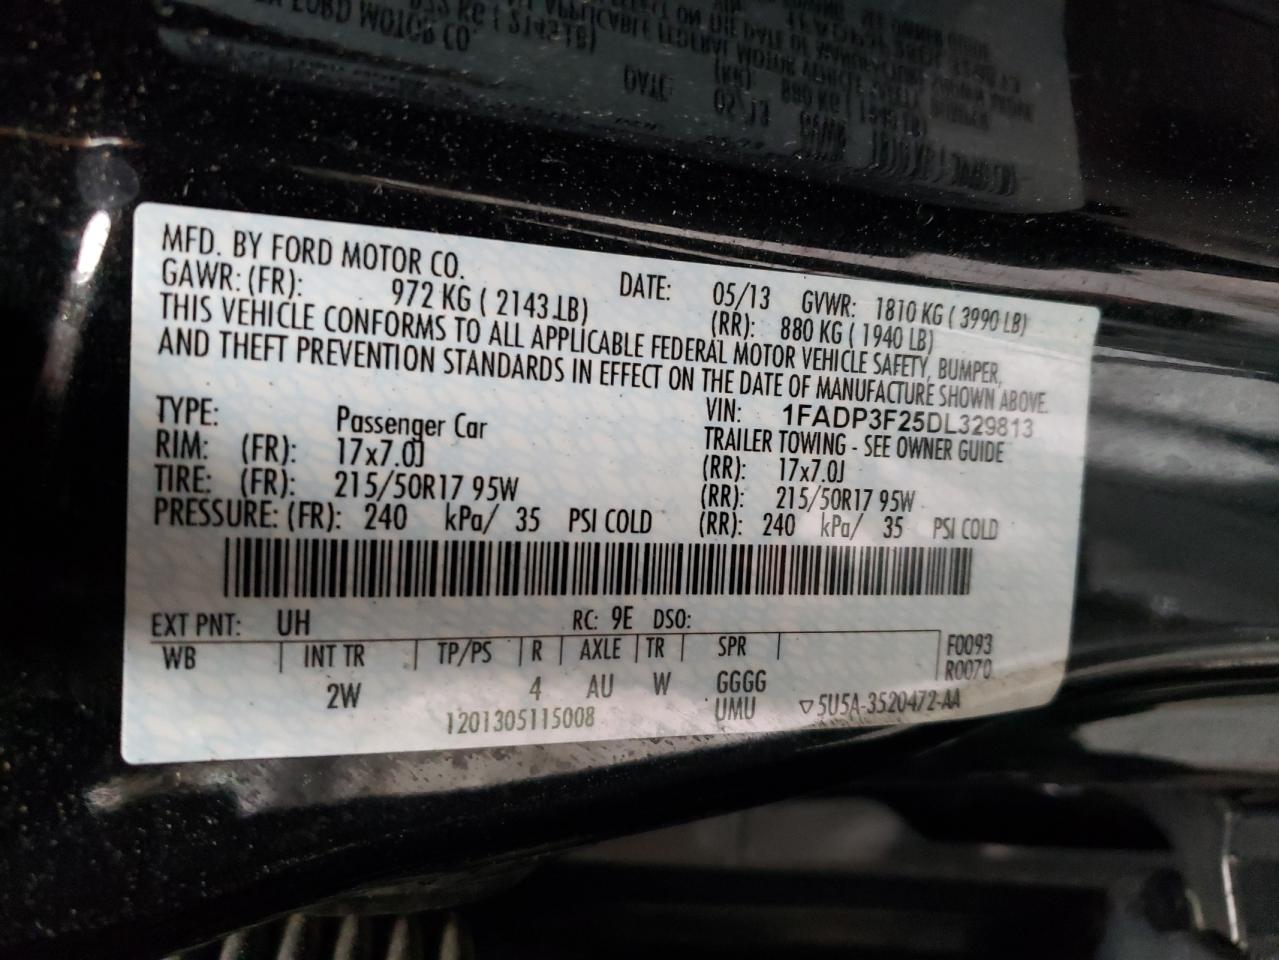 MFD. BY FORD MOTOR CO. DATE: 05/13 GVWR: 1810 KG ( 3990 LB)
GAWR: (FR): 972 KG ( 2143 LB) (RR): 880 KG ( 1940 LB)
THIS VEHICLE CONFORMS TO ALL APPLICABLE FEDERAL MOTOR VEHICLE SAFETY, BUMPER,
AND THEFT PREVENTION STANDARDS IN EFFECT ON THE DATE OF MANUFACTURE SHOWN ABOVE.
VIN: 1FADP3F25DL329813
TYPE: Passenger Car TRAILER TOWING - SEE OWNER GUIDE
RIM: (FR): 17x7.0J (RR): 17x7.0J
TIRE: (FR): 215/50R17 95W (RR): 215/50R17 95W
PRESSURE: (FR): 240 kPa/ 35 PSI COLD (RR): 240 kPa/ 35 PSI COLD
EXT PNT: UH RC: 9E DSO:
WB INT TR TP/PS R AXLE TR SPR F0093
R0070
2W 4 AU W GGGG
1201305115008 UMU ▽5U5A-3520472-AA